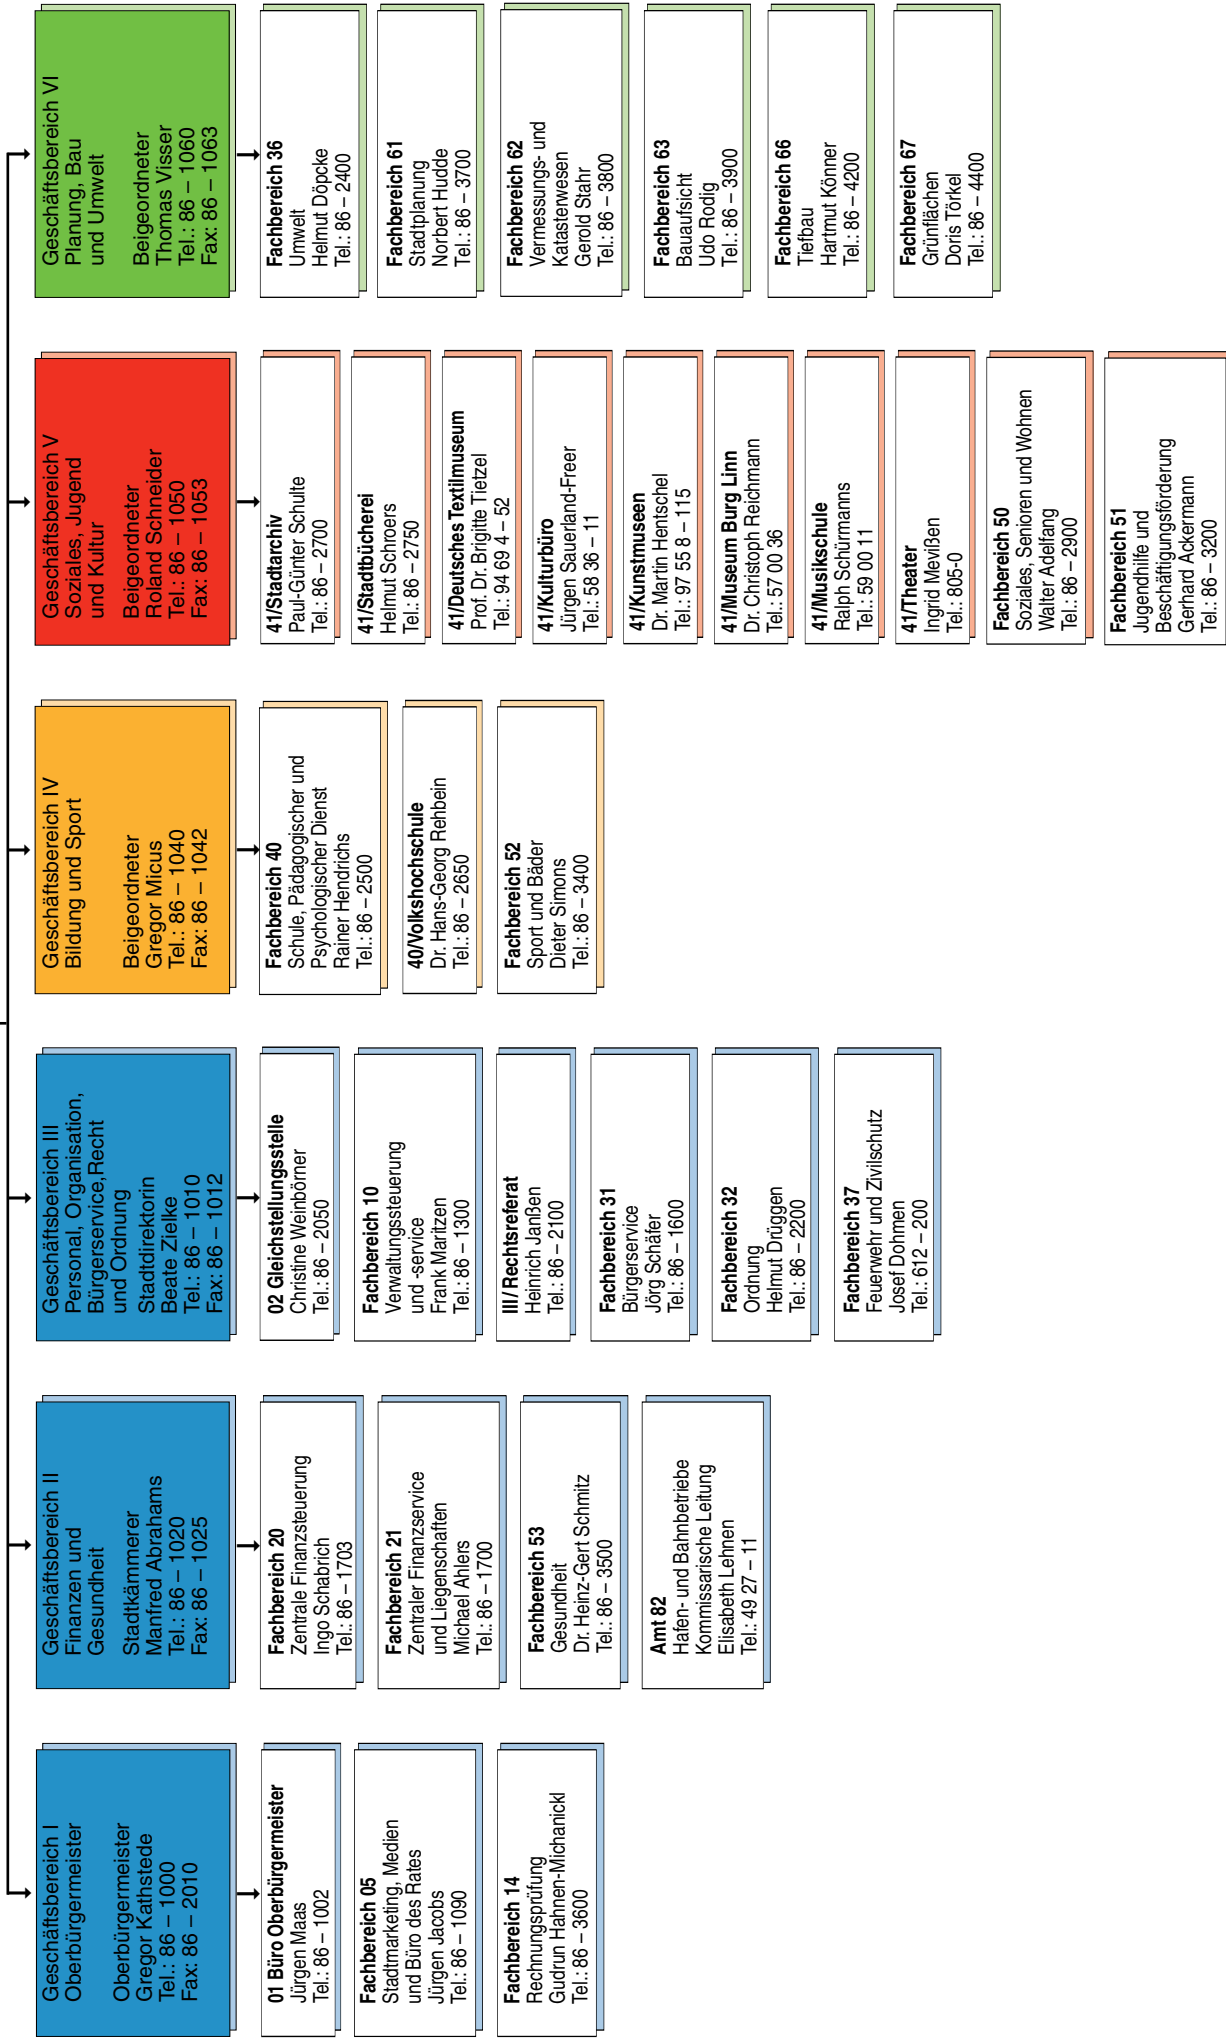 Geschäftsbereich I
Oberbürgermeister
Oberbürgermeister
Gregor Kathstede
Tel.: 86 – 1000
Fax: 86 – 2010
01 Büro Oberbürgermeister
Jürgen Maas
Tel.: 86 – 1002
Fachbereich 05
Stadtmarketing, Medien
und Büro des Rates
Jürgen Jacobs
Tel.: 86 – 1090
Fachbereich 14
Rechnungsprüfung
Gudrun Hahnen-Michanickl
Tel.: 86 – 3600
Geschäftsbereich II
Finanzen und
Gesundheit
Stadtkämmerer
Manfred Abrahams
Tel.: 86 – 1020
Fax: 86 – 1025
Fachbereich 20
Zentrale Finanzsteuerung
Ingo Schabrich
Tel.: 86 – 1703
Fachbereich 21
Zentraler Finanzservice
und Liegenschaften
Michael Ahlers
Tel.: 86 – 1700
Fachbereich 53
Gesundheit
Dr. Heinz-Gert Schmitz
Tel.: 86 – 3500
Amt 82
Hafen- und Bahnbetriebe
Kommissarische Leitung
Elisabeth Lehnen
Tel.: 49 27 – 11
Geschäftsbereich III
Personal, Organisation,
Bürgerservice,Recht
und Ordnung
Stadtdirektorin
Beate Zielke
Tel.: 86 – 1010
Fax: 86 – 1012
02 Gleichstellungsstelle
Christine Weinbörner
Tel.: 86 – 2050
Fachbereich 10
Verwaltungssteuerung
und -service
Frank Maritzen
Tel.: 86 – 1300
III / Rechtsreferat
Heinrich Janßen
Tel.: 86 – 2100
Fachbereich 31
Bürgerservice
Jörg Schäfer
Tel.: 86 – 1600
Fachbereich 32
Ordnung
Helmut Drüggen
Tel.: 86 – 2200
Fachbereich 37
Feuerwehr und Zivilschutz
Josef Dohmen
Tel.: 612 – 200
Geschäftsbereich IV
Bildung und Sport
Beigeordneter
Gregor Micus
Tel.: 86 – 1040
Fax: 86 – 1042
Fachbereich 40
Schule, Pädagogischer und
Psychologischer Dienst
Rainer Hendrichs
Tel.: 86 – 2500
40/Volkshochschule
Dr. Hans-Georg Rehbein
Tel.: 86 – 2650
Fachbereich 52
Sport und Bäder
Dieter Simons
Tel.: 86 – 3400
Geschäftsbereich V
Soziales, Jugend
und Kultur
Beigeordneter
Roland Schneider
Tel.: 86 – 1050
Fax: 86 – 1053
41/Stadtarchiv
Paul-Günter Schulte
Tel.: 86 – 2700
41/Stadtbücherei
Helmut Schroers
Tel.: 86 – 2750
41/Deutsches Textilmuseum
Prof. Dr. Brigitte Tietzel
Tel.: 94 69 4 – 52
41/Kulturbüro
Jürgen Sauerland-Freer
Tel.: 58 36 – 11
41/Kunstmuseen
Dr. Martin Hentschel
Tel.: 97 55 8 – 115
41/Museum Burg Linn
Dr. Christoph Reichmann
Tel.: 57 00 36
41/Musikschule
Ralph Schürmanns
Tel.: 59 00 11
41/Theater
Ingrid Mevißen
Tel.: 805-0
Fachbereich 50
Soziales, Senioren und Wohnen
Walter Adelfang
Tel.: 86 – 2900
Fachbereich 51
Jugendhilfe und
Beschäftigungsförderung
Gerhard Ackermann
Tel.: 86 – 3200
Geschäftsbereich VI
Planung, Bau
und Umwelt
Beigeordneter
Thomas Visser
Tel.: 86 – 1060
Fax: 86 – 1063
Fachbereich 36
Umwelt
Helmut Döpcke
Tel.: 86 – 2400
Fachbereich 61
Stadtplanung
Norbert Hudde
Tel.: 86 – 3700
Fachbereich 62
Vermessungs- und
Katasterwesen
Gerold Stahr
Tel.: 86 – 3800
Fachbereich 63
Bauaufsicht
Udo Rodig
Tel.: 86 – 3900
Fachbereich 66
Tiefbau
Hartmut Könner
Tel.: 86 – 4200
Fachbereich 67
Grünflächen
Doris Törkel
Tel.: 86 – 4400